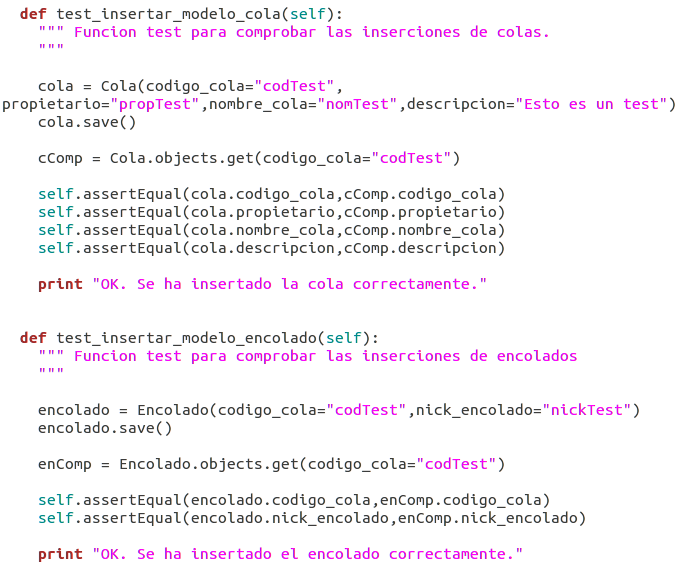 def test_insertar_modelo_cola(self):
""" Funcion test para comprobar las inserciones de colas.
"""
cola = Cola(codigo_cola="codTest",
propietario="propTest",nombre_cola="nomTest",descripcion="Esto es un test")
cola.save()
cComp = Cola.objects.get(codigo_cola="codTest")
self.assertEqual(cola.codigo_cola,cComp.codigo_cola)
self.assertEqual(cola.propietario,cComp.propietario)
self.assertEqual(cola.nombre_cola,cComp.nombre_cola)
self.assertEqual(cola.descripcion,cComp.descripcion)
print "OK. Se ha insertado la cola correctamente."
def test_insertar_modelo_encolado(self):
""" Funcion test para comprobar las inserciones de encolados
"""
encolado = Encolado(codigo_cola="codTest",nick_encolado="nickTest")
encolado.save()
enComp = Encolado.objects.get(codigo_cola="codTest")
self.assertEqual(encolado.codigo_cola,enComp.codigo_cola)
self.assertEqual(encolado.nick_encolado,enComp.nick_encolado)
print "OK. Se ha insertado el encolado correctamente."